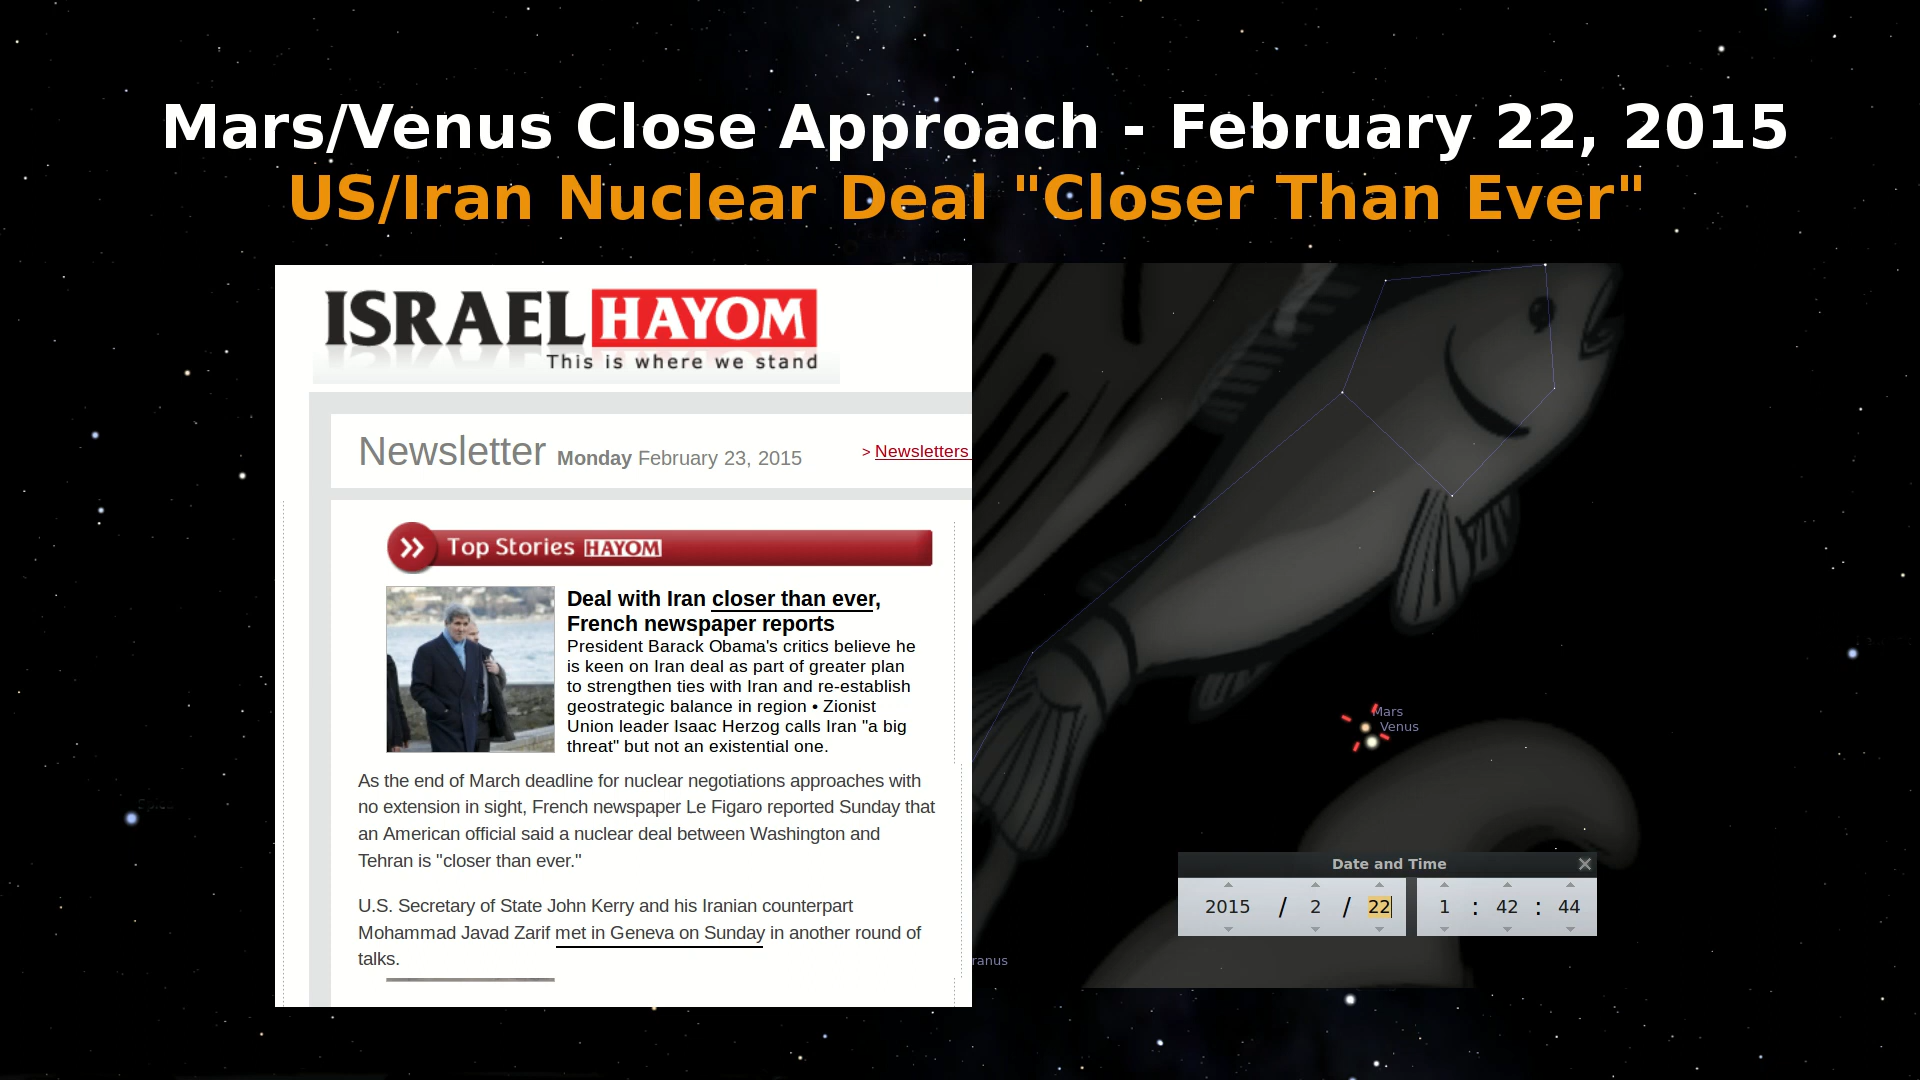 Mars/Venus Close Approach - February 22, 2015
US/Iran Nuclear Deal "Closer Than Ever"
ISRAEL HAYOM
This is where we stand
Newsletter Monday February 23, 2015
> Newsletters
Top Stories HAYOM
Deal with Iran closer than ever,
French newspaper reports
President Barack Obama's critics believe he
is keen on Iran deal as part of greater plan
to strengthen ties with Iran and re-establish
geostrategic balance in region • Zionist
Union leader Isaac Herzog calls Iran "a big
threat" but not an existential one.
As the end of March deadline for nuclear negotiations approaches with
no extension in sight, French newspaper Le Figaro reported Sunday that
an American official said a nuclear deal between Washington and
Tehran is "closer than ever."
U.S. Secretary of State John Kerry and his Iranian counterpart
Mohammad Javad Zarif met in Geneva on Sunday in another round of
talks.
Mars
Venus
Date and Time
2015 / 2 / 22 1 : 42 : 44
ranus